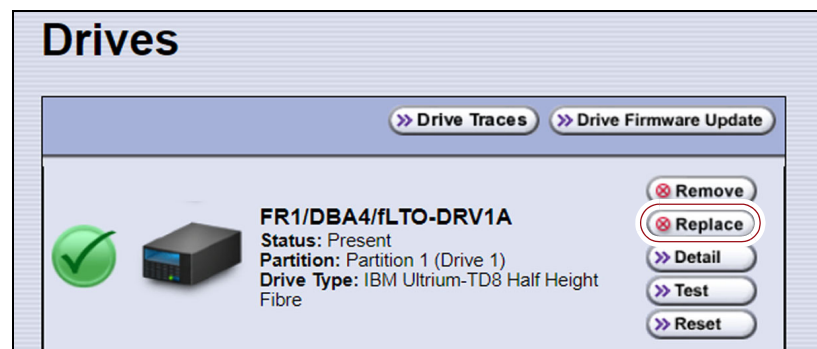 Drives
Drive Traces
Drive Firmware Update
Remove
FR1/DBA4/fLTO-DRV1A
Replace
Status: Present
Partition: Partition 1 (Drive 1)
Detail
Drive Type: IBM Ultrium-TD8 Half Height
Fibre
Test
Reset